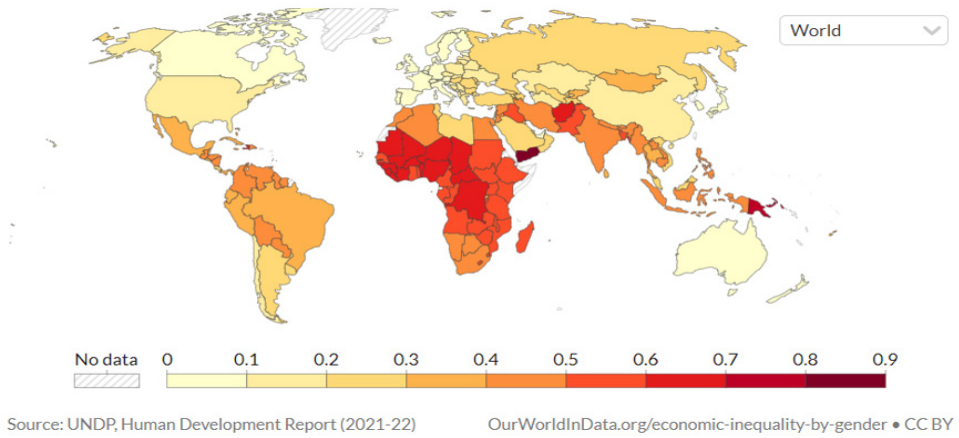 World
No data 0 0.1 0.2 0.3 0.4 0.5 0.6 0.7 0.8 0.9
Source: UNDP, Human Development Report (2021-22) OurWorldInData.org/economic-inequality-by-gender • CC BY